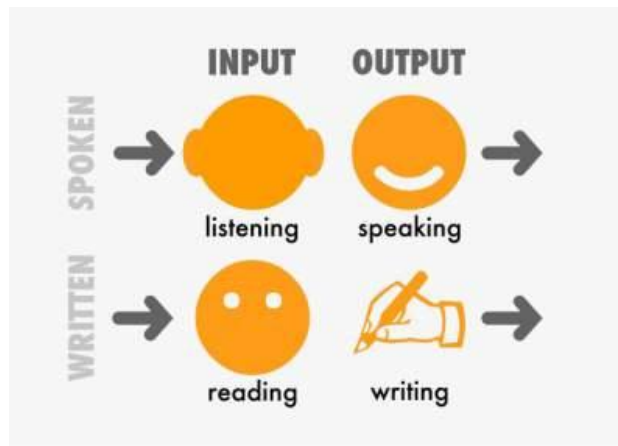 INPUT OUTPUT
SPOKEN
listening speaking
WRITTEN
reading writing